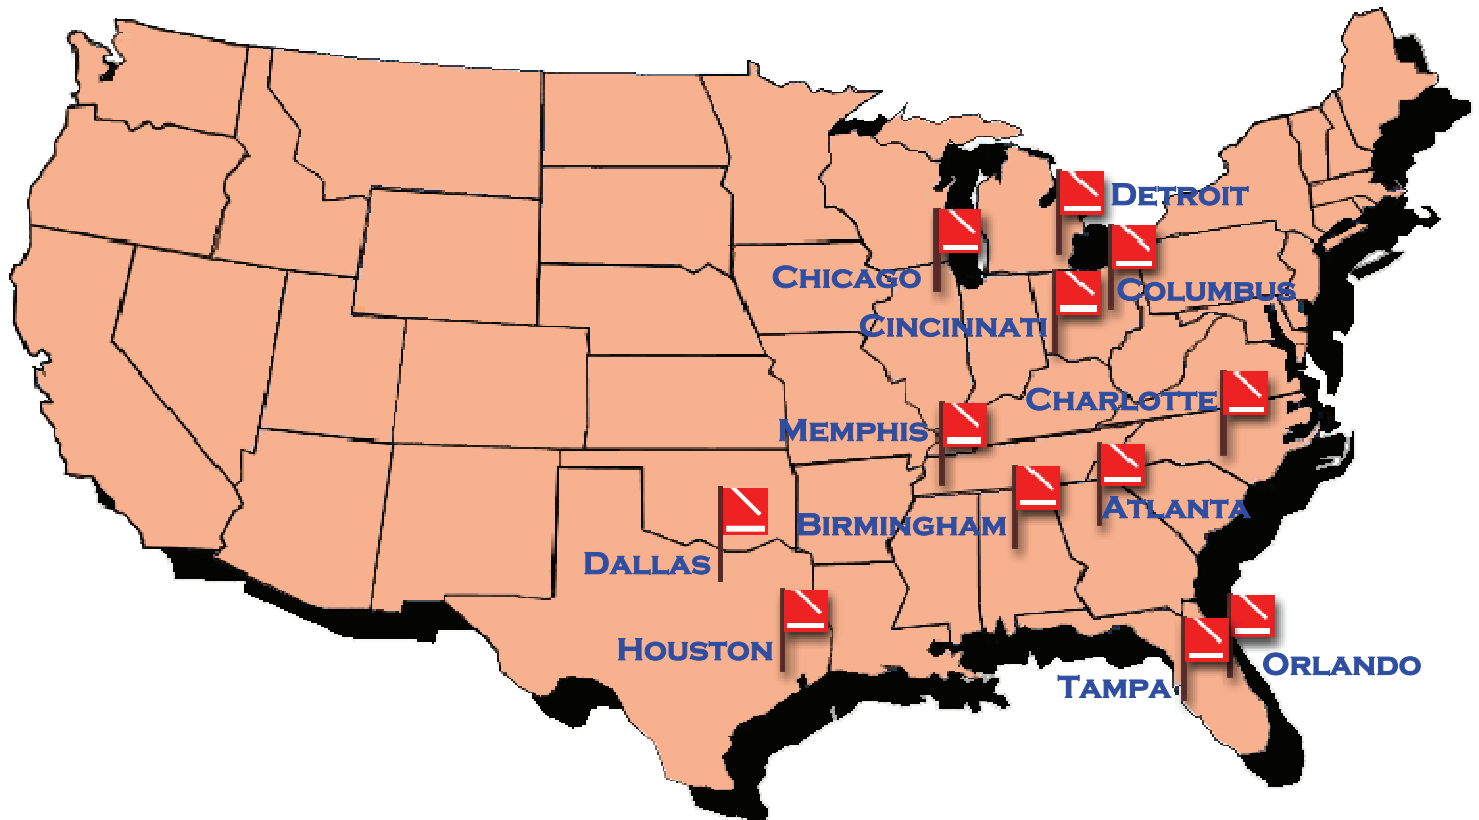 DETROIT
CHICAGO
COLUMBUS
CINCINNATI
CHARLOTTE
MEMPHIS
ATLANTA
BIRMINGHAM
DALLAS
HOUSTON
ORLANDO
TAMPA